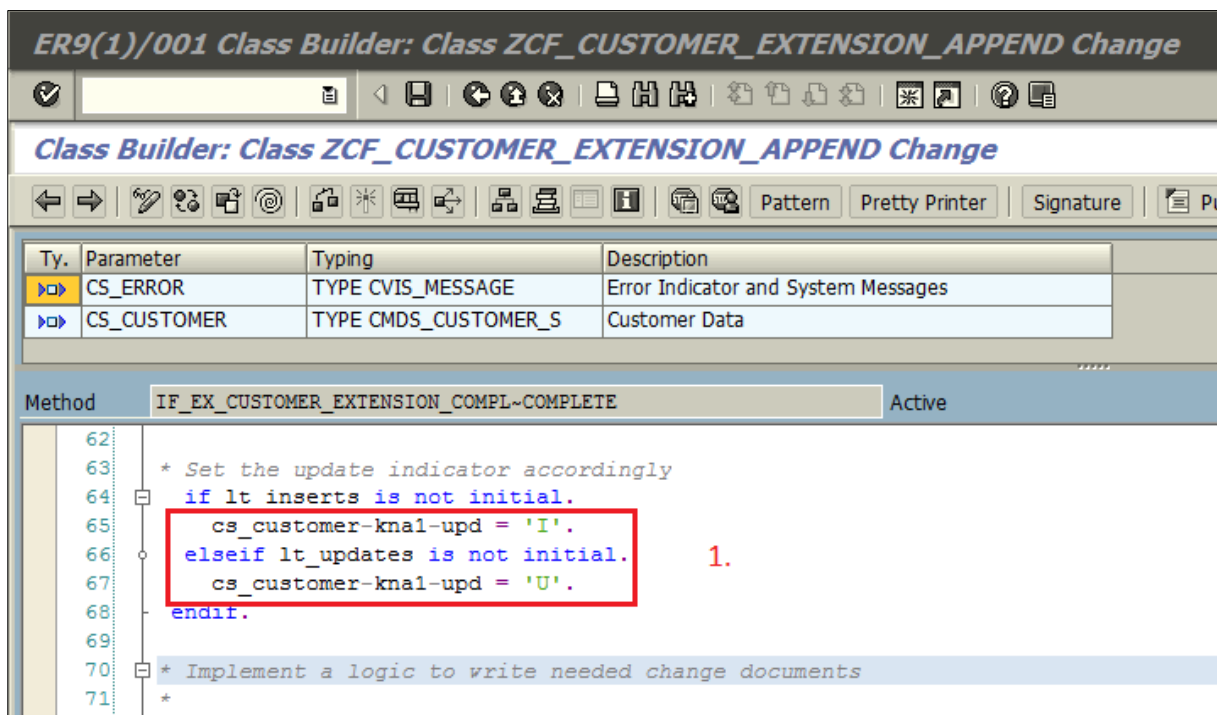 ER9(1)/001 Class Builder: Class ZCF_CUSTOMER_EXTENSION_APPEND Change
Class Builder: Class ZCF_CUSTOMER_EXTENSION_APPEND Change
Pattern Pretty Printer Signature
Ty. Parameter Typing Description
CS_ERROR TYPE CVIS_MESSAGE Error Indicator and System Messages
CS_CUSTOMER TYPE CMDS_CUSTOMER_S Customer Data
Method IF_EX_CUSTOMER_EXTENSION_COMPL~COMPLETE Active
62
63 * Set the update indicator accordingly
64 if lt_inserts is not initial.
65 cs_customer-kna1-upd = 'I'.
66 elseif lt_updates is not initial. 1.
67 cs_customer-kna1-upd = 'U'.
68 endif.
69
70 * Implement a logic to write needed change documents
71 *